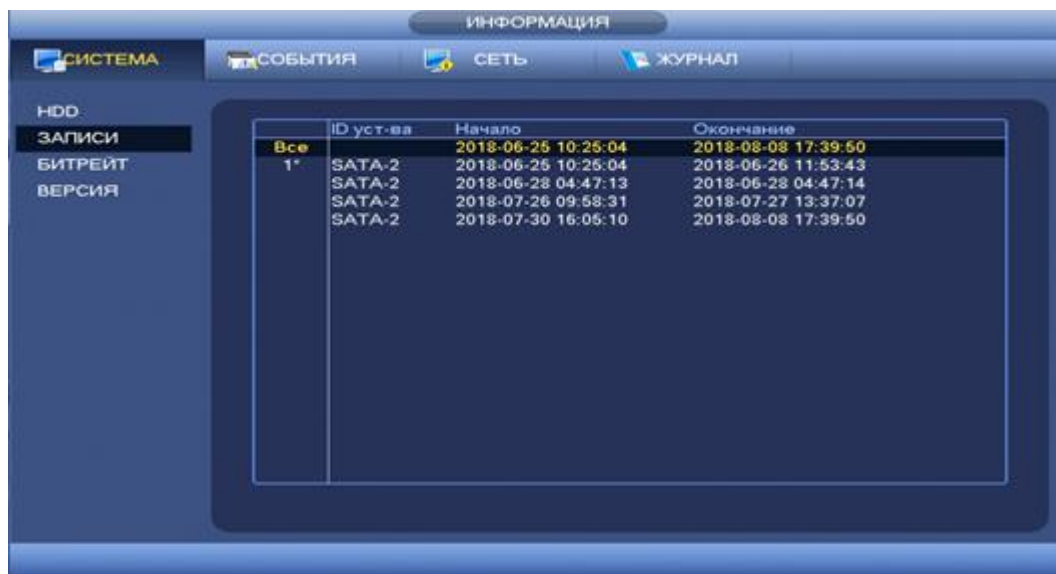 ИНФОРМАЦИЯ
СИСТЕМА СОБЫТИЯ СЕТЬ ЖУРНАЛ
HDD
ЗАПИСИ
БИТРЕЙТ
ВЕРСИЯ
ID уст-ва Начало Окончание
Все 2018-06-25 10:25:04 2018-08-08 17:39:50
1* SATA-2 2018-06-25 10:25:04 2018-06-26 11:53:43
SATA-2 2018-06-28 04:47:13 2018-06-28 04:47:14
SATA-2 2018-07-26 09:58:31 2018-07-27 13:37:07
SATA-2 2018-07-30 16:05:10 2018-08-08 17:39:50